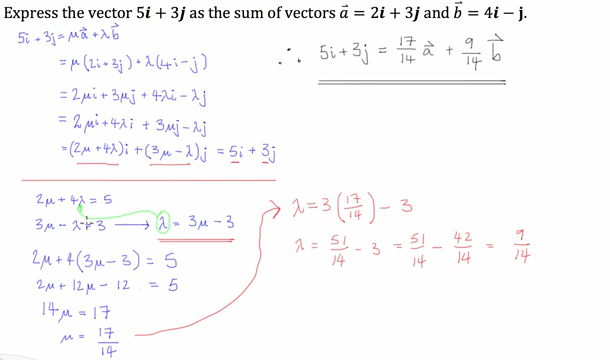 Express the vector 5i + 3j as the sum of vectors a⃗ = 2i + 3j and b⃗ = 4i – j.
5i + 3j = μa⃗ + λb⃗
= μ(2i+3j) + λ(4i-j)
= 2μi + 3μj + 4λi - λj
= 2μi + 4λi + 3μj - λj
= (2μ + 4λ)i + (3μ - λ)j = 5i + 3j
∴ 5i + 3j = 17/14 a⃗ + 9/14 b⃗
2μ + 4λ = 5
3μ - λ = 3 → λ = 3μ - 3
2μ + 4(3μ - 3) = 5
2μ + 12μ - 12 = 5
14μ = 17
μ = 17/14
λ = 3(17/14) - 3
λ = 51/14 - 3 = 51/14 - 42/14 = 9/14